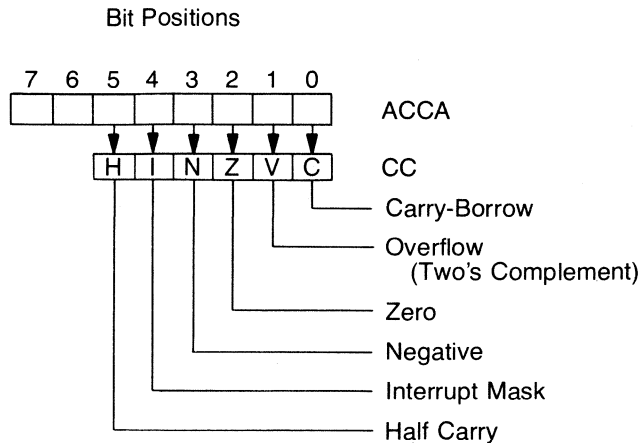 Bit Positions
7 6 5 4 3 2 1 0
ACCA
H I N Z V C
CC
Carry-Borrow
Overflow
(Two's Complement)
Zero
Negative
Interrupt Mask
Half Carry